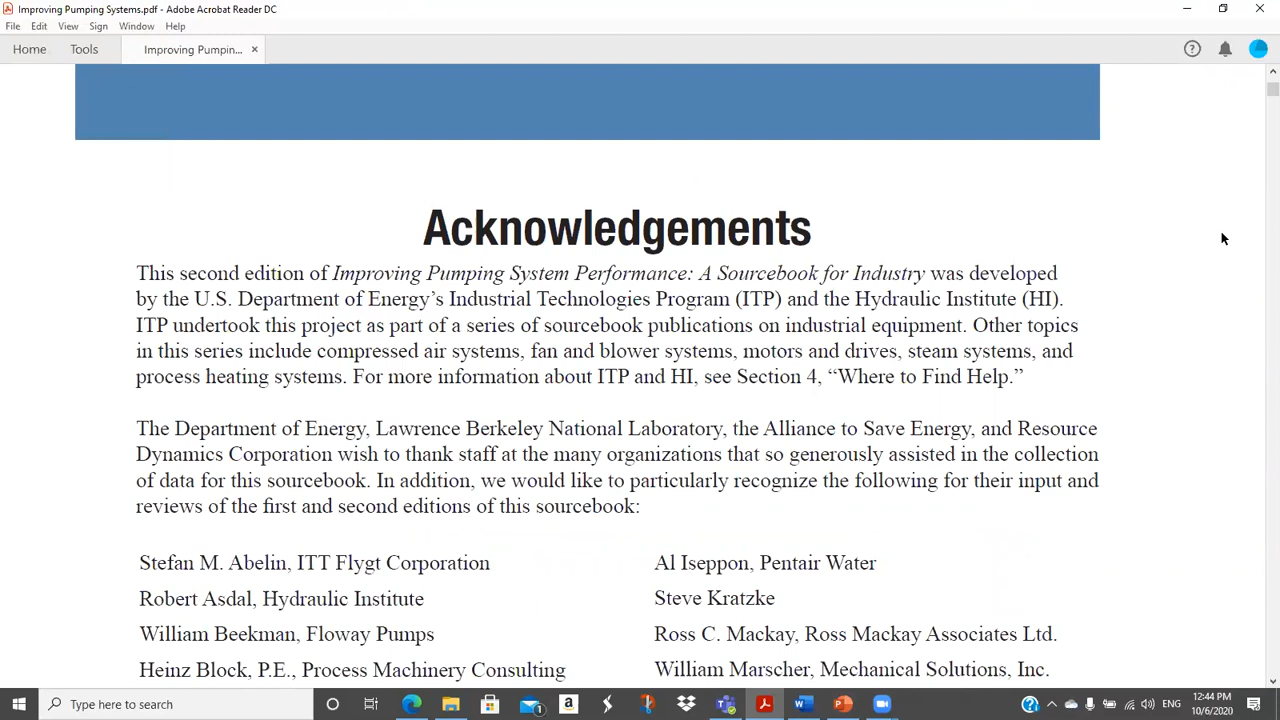 Improving Pumping Systems.pdf - Adobe Acrobat Reader DC
File Edit View Sign Window Help
Home Tools Improving Pumpin... ×
Acknowledgements
This second edition of Improving Pumping System Performance: A Sourcebook for Industry was developed
by the U.S. Department of Energy’s Industrial Technologies Program (ITP) and the Hydraulic Institute (HI).
ITP undertook this project as part of a series of sourcebook publications on industrial equipment. Other topics
in this series include compressed air systems, fan and blower systems, motors and drives, steam systems, and
process heating systems. For more information about ITP and HI, see Section 4, “Where to Find Help.”
The Department of Energy, Lawrence Berkeley National Laboratory, the Alliance to Save Energy, and Resource
Dynamics Corporation wish to thank staff at the many organizations that so generously assisted in the collection
of data for this sourcebook. In addition, we would like to particularly recognize the following for their input and
reviews of the first and second editions of this sourcebook:
Stefan M. Abelin, ITT Flygt Corporation
Robert Asdal, Hydraulic Institute
William Beekman, Floway Pumps
Heinz Block, P.E., Process Machinery Consulting
Al Iseppon, Pentair Water
Steve Kratzke
Ross C. Mackay, Ross Mackay Associates Ltd.
William Marscher, Mechanical Solutions, Inc.
Type here to search
12:44 PM
10/6/2020